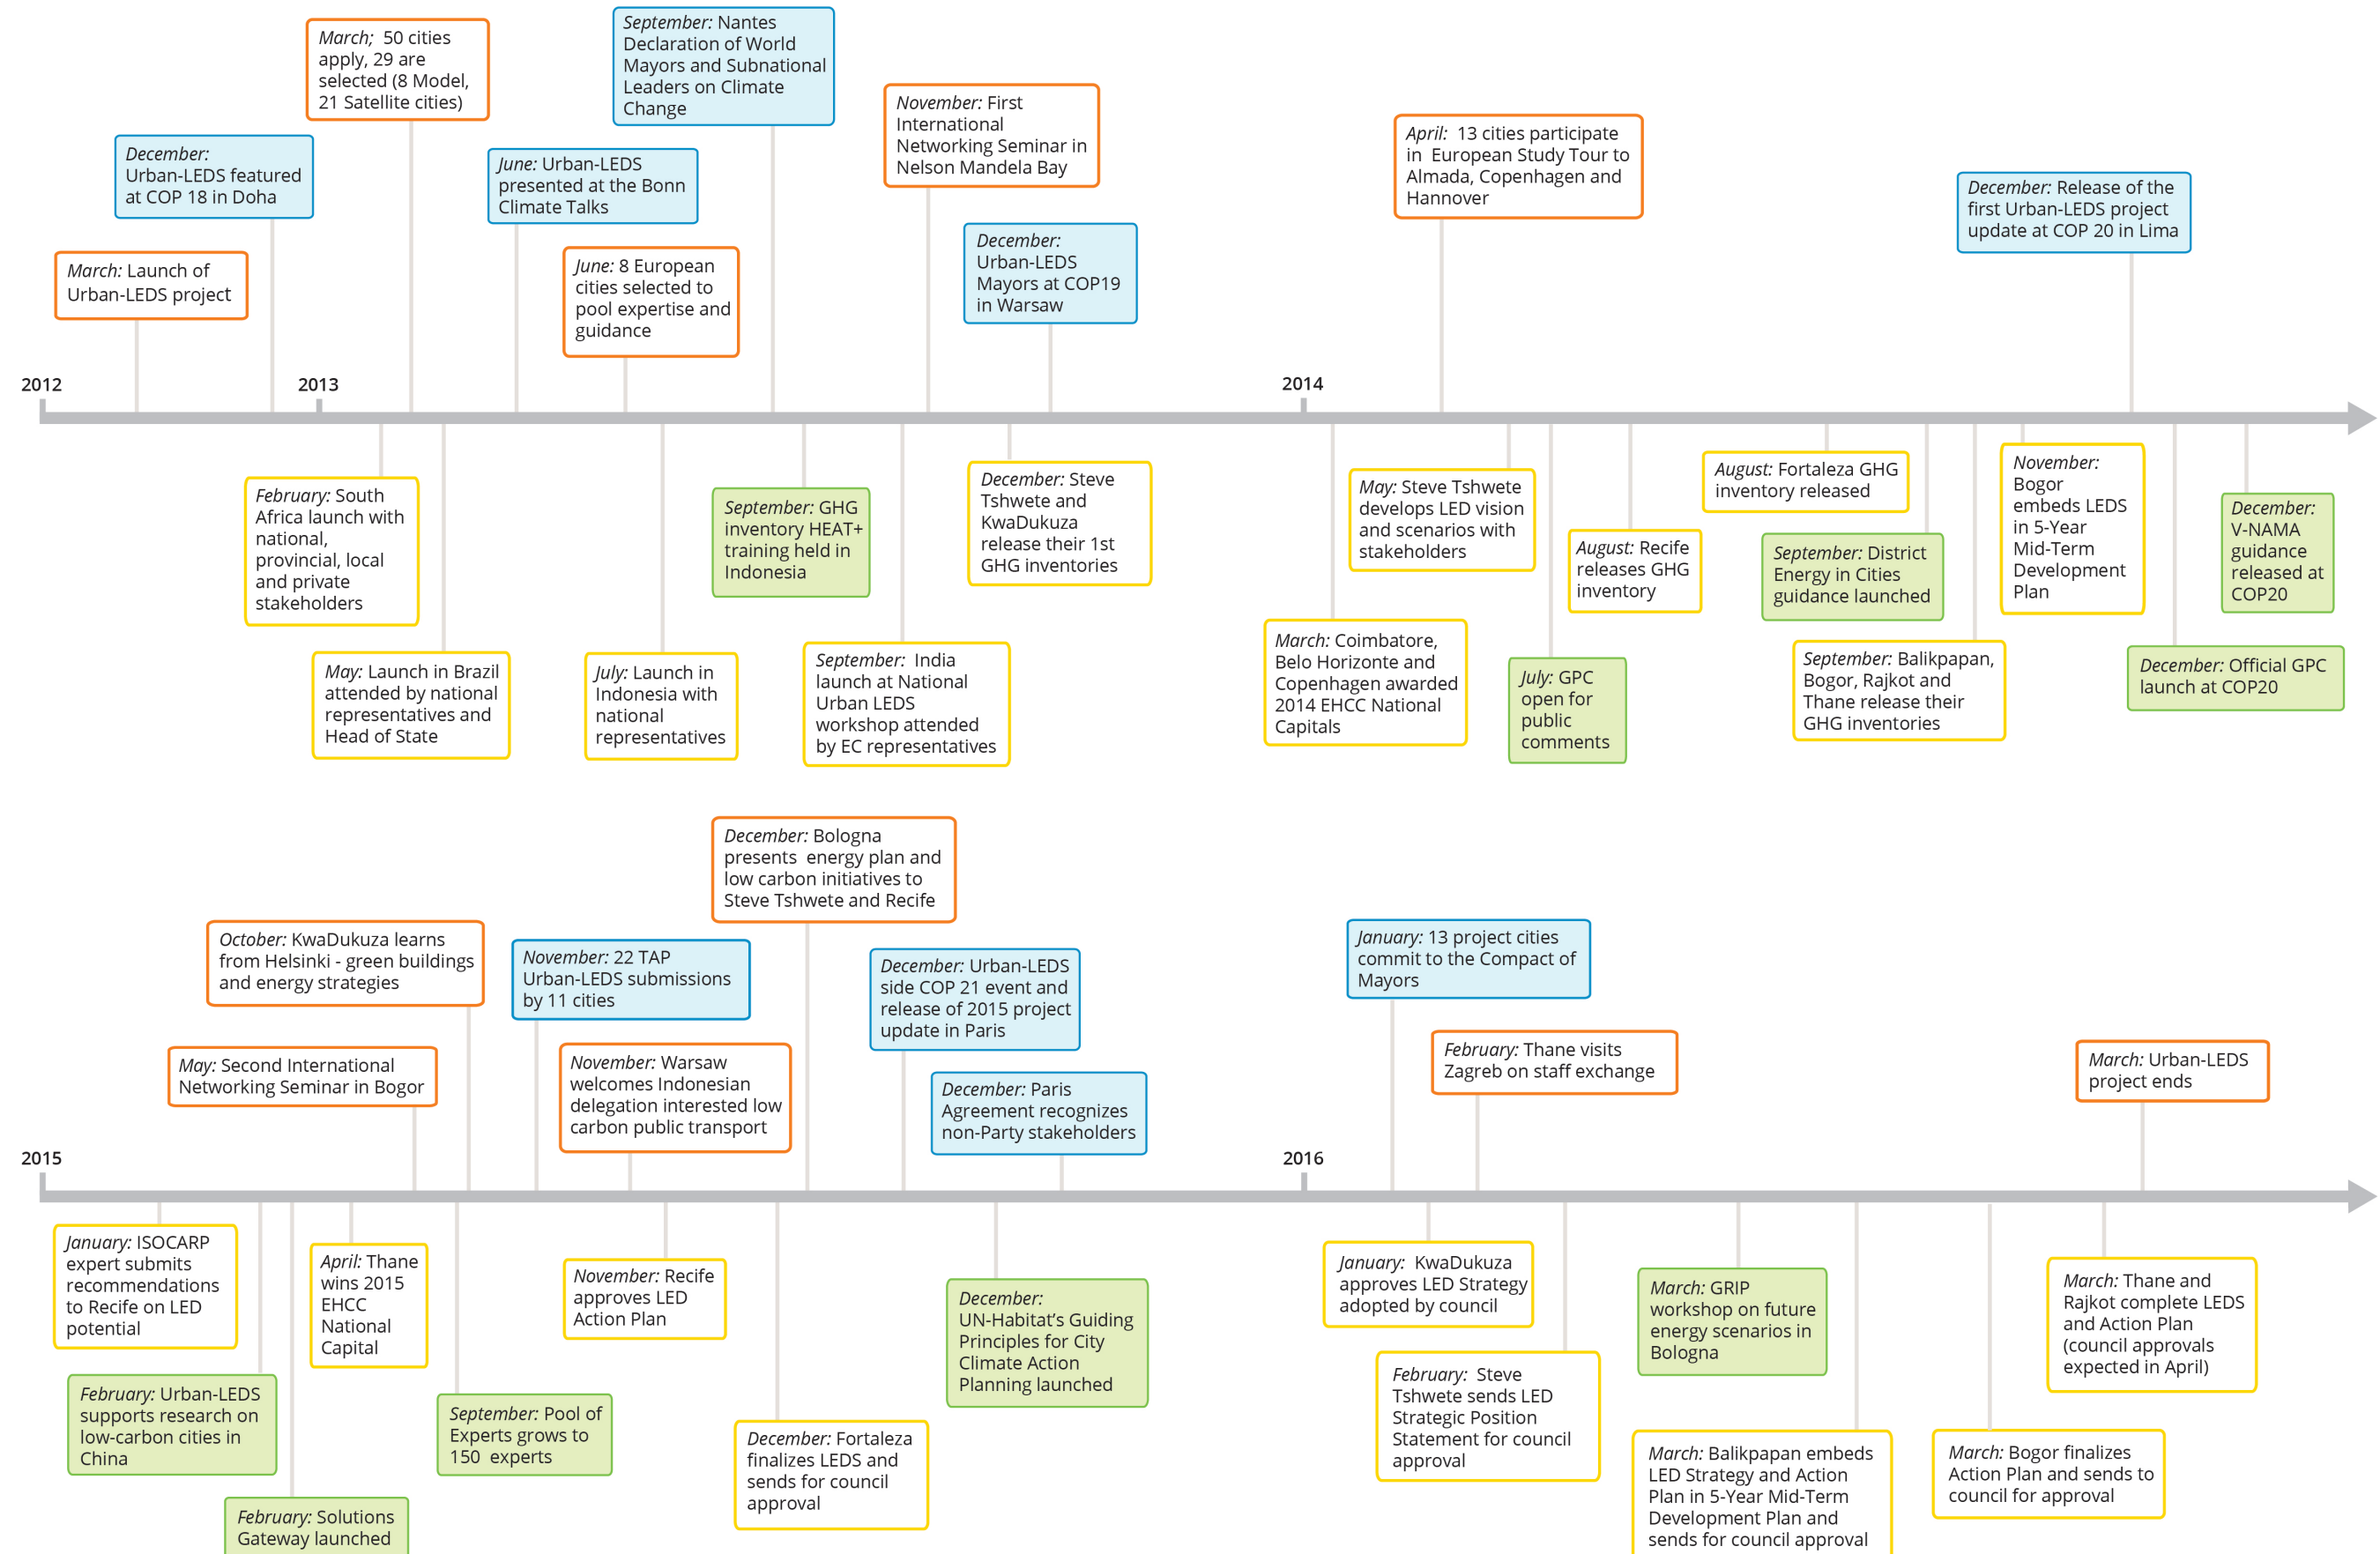 March; 50 cities
apply, 29 are
selected (8 Model,
21 Satellite cities)
September: Nantes
Declaration of World
Mayors and Subnational
Leaders on Climate
Change
November: First
International
Networking Seminar in
Nelson Mandela Bay
April: 13 cities participate
in European Study Tour to
Almada, Copenhagen and
Hannover
December:
Urban-LEDS featured
at COP 18 in Doha
June: Urban-LEDS
presented at the Bonn
Climate Talks
December: Release of the
first Urban-LEDS project
update at COP 20 in Lima
March: Launch of
Urban-LEDS project
June: 8 European
cities selected to
pool expertise and
guidance
December:
Urban-LEDS
Mayors at COP19
in Warsaw
2012
2013
2014
February: South
Africa launch with
national,
provincial, local
and private
stakeholders
September: GHG
inventory HEAT+
training held in
Indonesia
December: Steve
Tshwete and
KwaDukuza
release their 1st
GHG inventories
May: Steve Tshwete
develops LED vision
and scenarios with
stakeholders
August: Recife
releases GHG
inventory
August: Fortaleza GHG
inventory released
September: District
Energy in Cities
guidance launched
November:
Bogor
embeds LEDS
in 5-Year
Mid-Term
Development
Plan
December:
V-NAMA
guidance
released at
COP20
May: Launch in Brazil
attended by national
representatives and
Head of State
July: Launch in
Indonesia with
national
representatives
September: India
launch at National
Urban LEDS
workshop attended
by EC representatives
March: Coimbatore,
Belo Horizonte and
Copenhagen awarded
2014 EHCC National
Capitals
July: GPC
open for
public
comments
September: Balikpapan,
Bogor, Rajkot and
Thane release their
GHG inventories
December: Official GPC
launch at COP20
December: Bologna
presents energy plan and
low carbon initiatives to
Steve Tshwete and Recife
October: KwaDukuza learns
from Helsinki - green buildings
and energy strategies
November: 22 TAP
Urban-LEDS submissions
by 11 cities
December: Urban-LEDS
side COP 21 event and
release of 2015 project
update in Paris
January: 13 project cities
commit to the Compact of
Mayors
May: Second International
Networking Seminar in Bogor
November: Warsaw
welcomes Indonesian
delegation interested low
carbon public transport
December: Paris
Agreement recognizes
non-Party stakeholders
February: Thane visits
Zagreb on staff exchange
March: Urban-LEDS
project ends
2015
2016
January: ISOCARP
expert submits
recommendations
to Recife on LED
potential
April: Thane
wins 2015
EHCC
National
Capital
November: Recife
approves LED
Action Plan
December:
UN-Habitat's Guiding
Principles for City
Climate Action
Planning launched
January: KwaDukuza
approves LED Strategy
adopted by council
March: GRIP
workshop on future
energy scenarios in
Bologna
March: Thane and
Rajkot complete LEDS
and Action Plan
(council approvals
expected in April)
February: Urban-LEDS
supports research on
low-carbon cities in
China
September: Pool of
Experts grows to
150 experts
December: Fortaleza
finalizes LEDS and
sends for council
approval
February: Steve
Tshwete sends LED
Strategic Position
Statement for council
approval
March: Balikpapan embeds
LED Strategy and Action
Plan in 5-Year Mid-Term
Development Plan and
sends for council approval
March: Bogor finalizes
Action Plan and sends to
council for approval
February: Solutions
Gateway launched